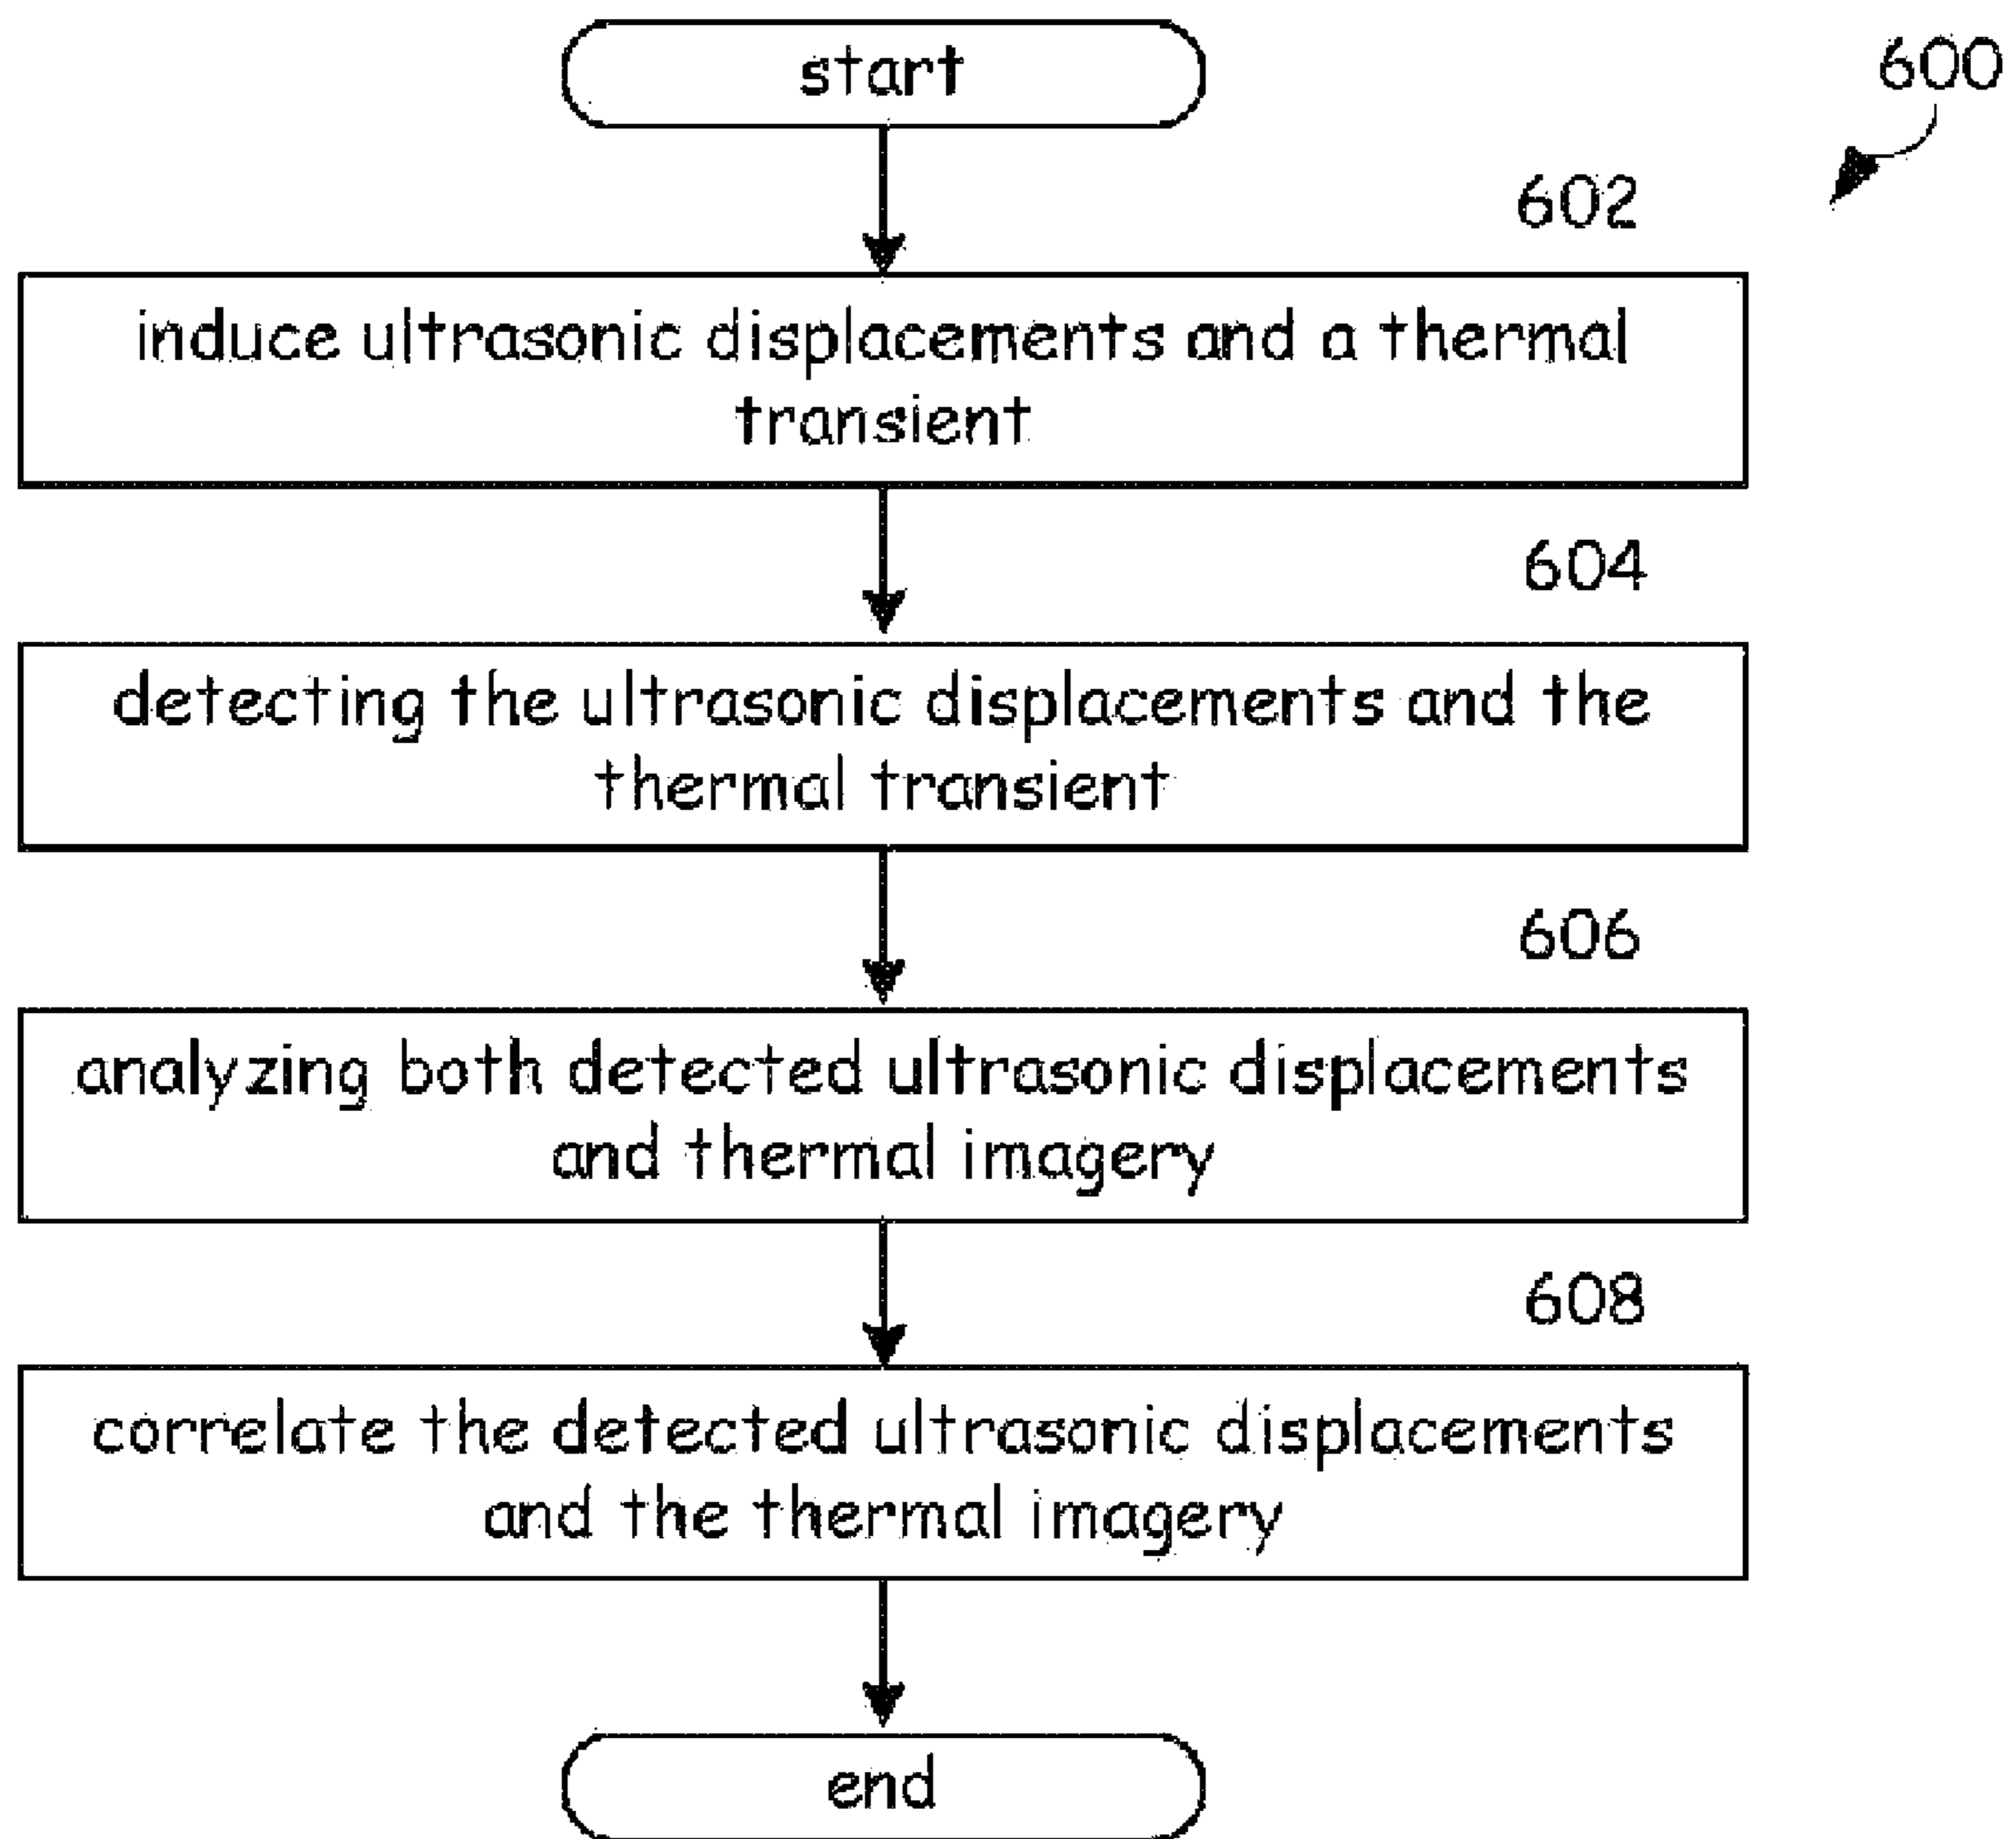 start
600
602
induce ultrasonic displacements and a thermal
transient
604
detecting the ultrasonic displacements and the
thermal transient
606
analyzing both detected ultrasonic displacements
and thermal imagery
608
correlate the detected ultrasonic displacements
and the thermal imagery
end